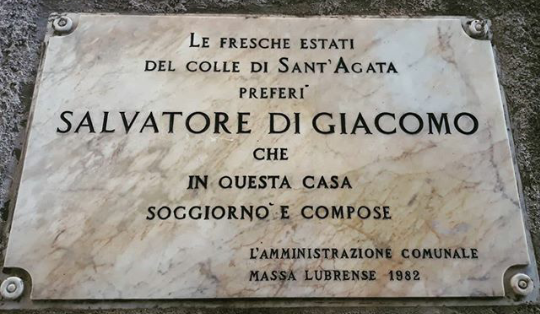 LE FRESCHE ESTATI
DEL COLLE DI SANT'AGATA
PREFERI'
SALVATORE DI GIACOMO
CHE
IN QUESTA CASA
SOGGIORNO' E COMPOSE
L'AMMINISTRAZIONE COMUNALE
MASSA LUBRENSE 1982